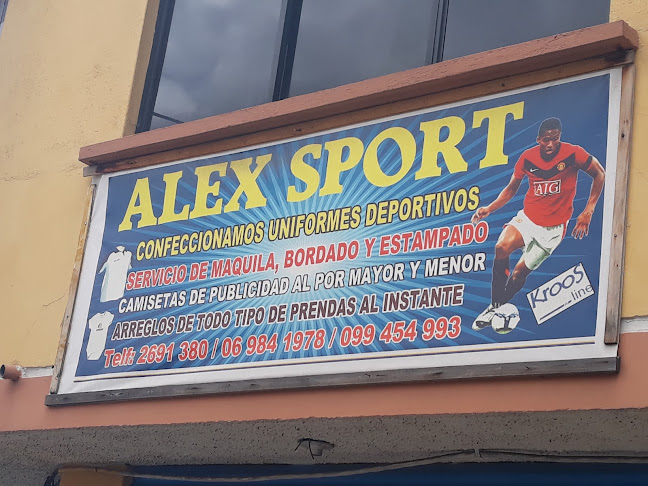 ALEX SPORT
CONFECCIONAMOS UNIFORMES DEPORTIVOS
SERVICIO DE MAQUILA, BORDADO Y ESTAMPADO
CAMISETAS DE PUBLICIDAD AL POR MAYOR Y MENOR
ARREGLOS DE TODO TIPO DE PRENDAS AL INSTANTE
Telf: 2691 380 / 06 984 1978 / 099 454 993
AIG
KrooS
line